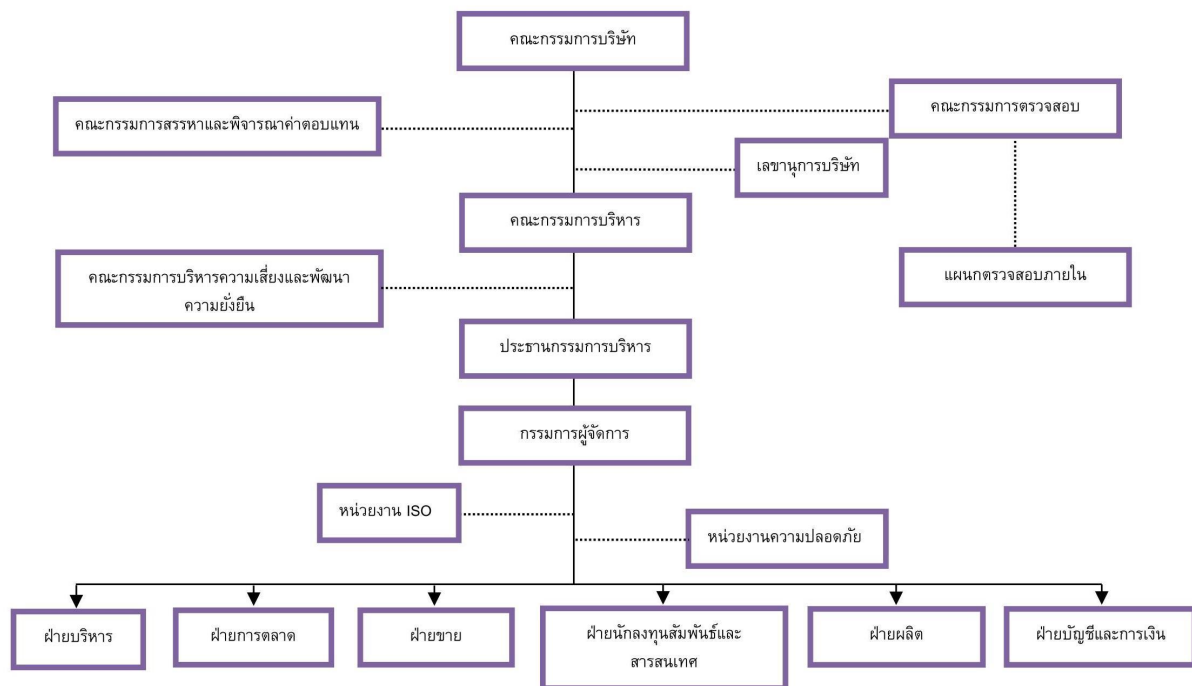 คณะกรรมการบริษัท
คณะกรรมการตรวจสอบ
คณะกรรมการสรรหาและพิจารณาค่าตอบแทน
เลขานุการบริษัท
คณะกรรมการบริหาร
แผนกตรวจสอบภายใน
คณะกรรมการบริหารความเสี่ยงและพัฒนา
ความยั่งยืน
ประธานกรรมการบริหาร
กรรมการผู้จัดการ
หน่วยงาน ISO
หน่วยงานความปลอดภัย
ฝ่ายบริหาร
ฝ่ายการตลาด
ฝ่ายขาย
ฝ่ายนักลงทุนสัมพันธ์และ
สารสนเทศ
ฝ่ายผลิต
ฝ่ายบัญชีและการเงิน